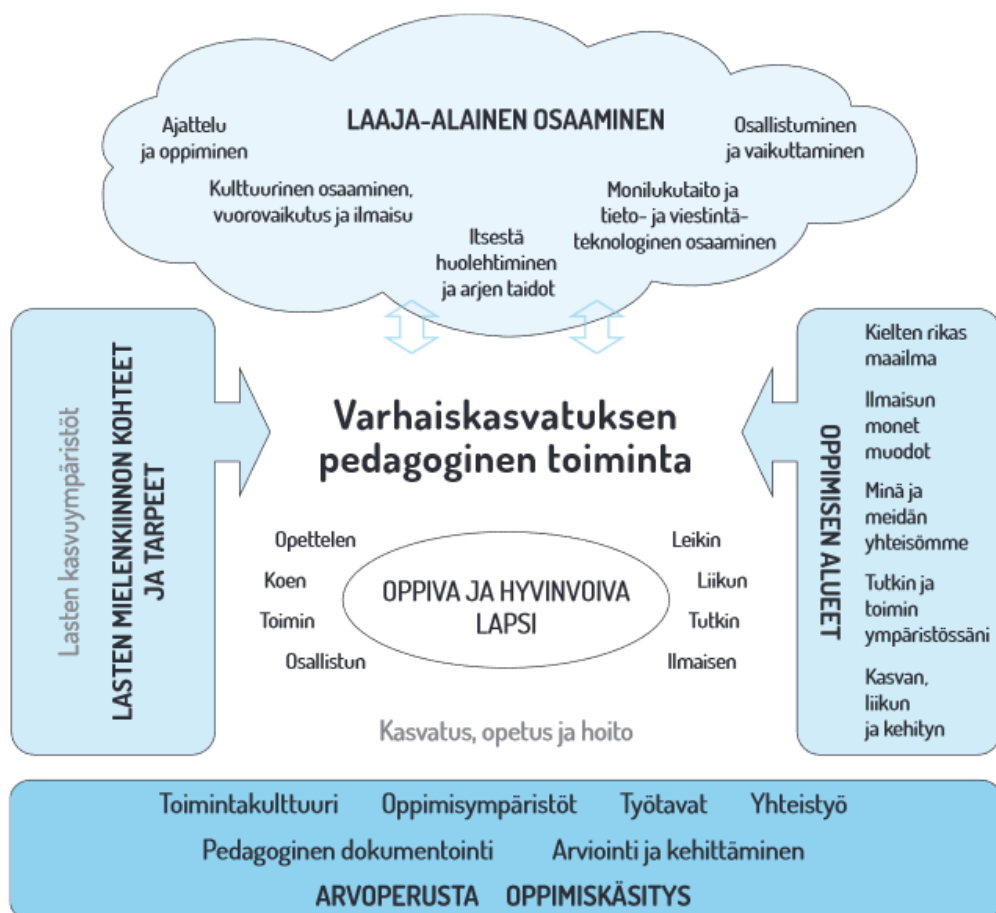 LAAJA-ALAINEN OSAAMINEN
Ajattelu
ja oppiminen
Osallistuminen
ja vaikuttaminen
Kulttuurinen osaaminen,
vuorovaikutus ja ilmaisu
Monilukutaito ja
tieto- ja viestintä-
teknologinen osaaminen
Itsestä
huolehtiminen
ja arjen taidot
Lasten kasvuympäristöt
LASTEN MIELENKIINNON KOHTEET
JA TARPEET
Varhaiskasvatuksen
pedagoginen toiminta
Opettelen
Koen
Toimin
Osallistun
OPPIVA JA HYVINVOIVA
LAPSI
Leikin
Liikun
Tutkin
Ilmaisen
Kasvatus, opetus ja hoito
OPPIMISEN ALUEET
Kielten rikas
maailma
Ilmaisun
monet
muodot
Minä ja
meidän
yhteisömme
Tutkin ja
toimin
ympäristössäni
Kasvan,
liikun
ja kehityn
Toimintakulttuuri Oppimisympäristöt Työtavat Yhteistyö
Pedagoginen dokumentointi Arviointi ja kehittäminen
ARVOPERUSTA OPPIMISKÄSITYS